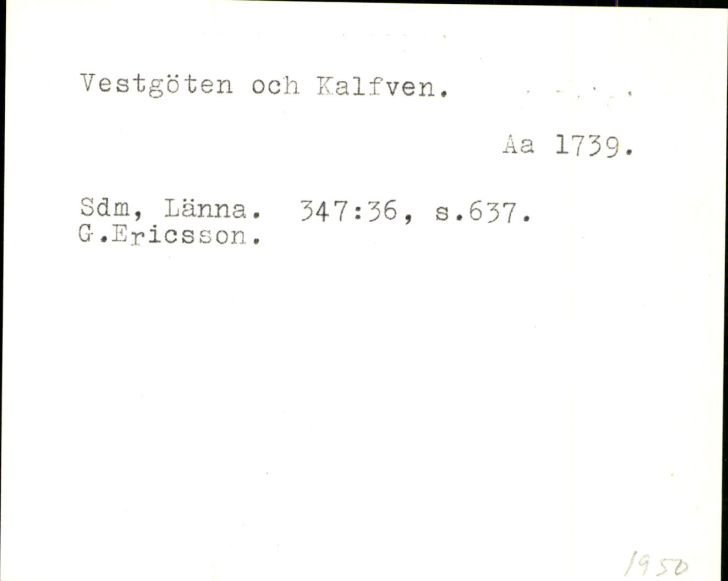 Vestgöten och Kalfven.
Aa 1739.
Sdm, Länna. 347:36, s.637.
G.Ericsson.
1950